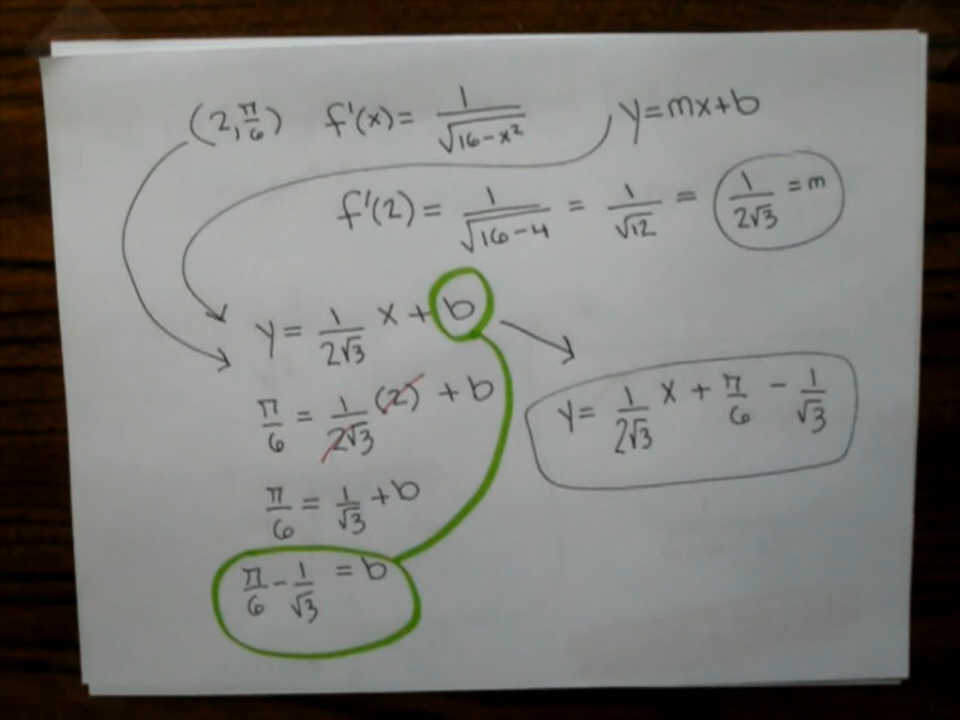 (2, π/6) f'(x) = 1/√(16-x²) y=mx+b
f'(2) = 1/√(16-4) = 1/√12 = 1/(2√3) = m
y = 1/(2√3) x + b
π/6 = 1/(2√3) (2) + b
y = 1/(2√3) x + π/6 - 1/√3
π/6 = 1/√3 + b
π/6 - 1/√3 = b